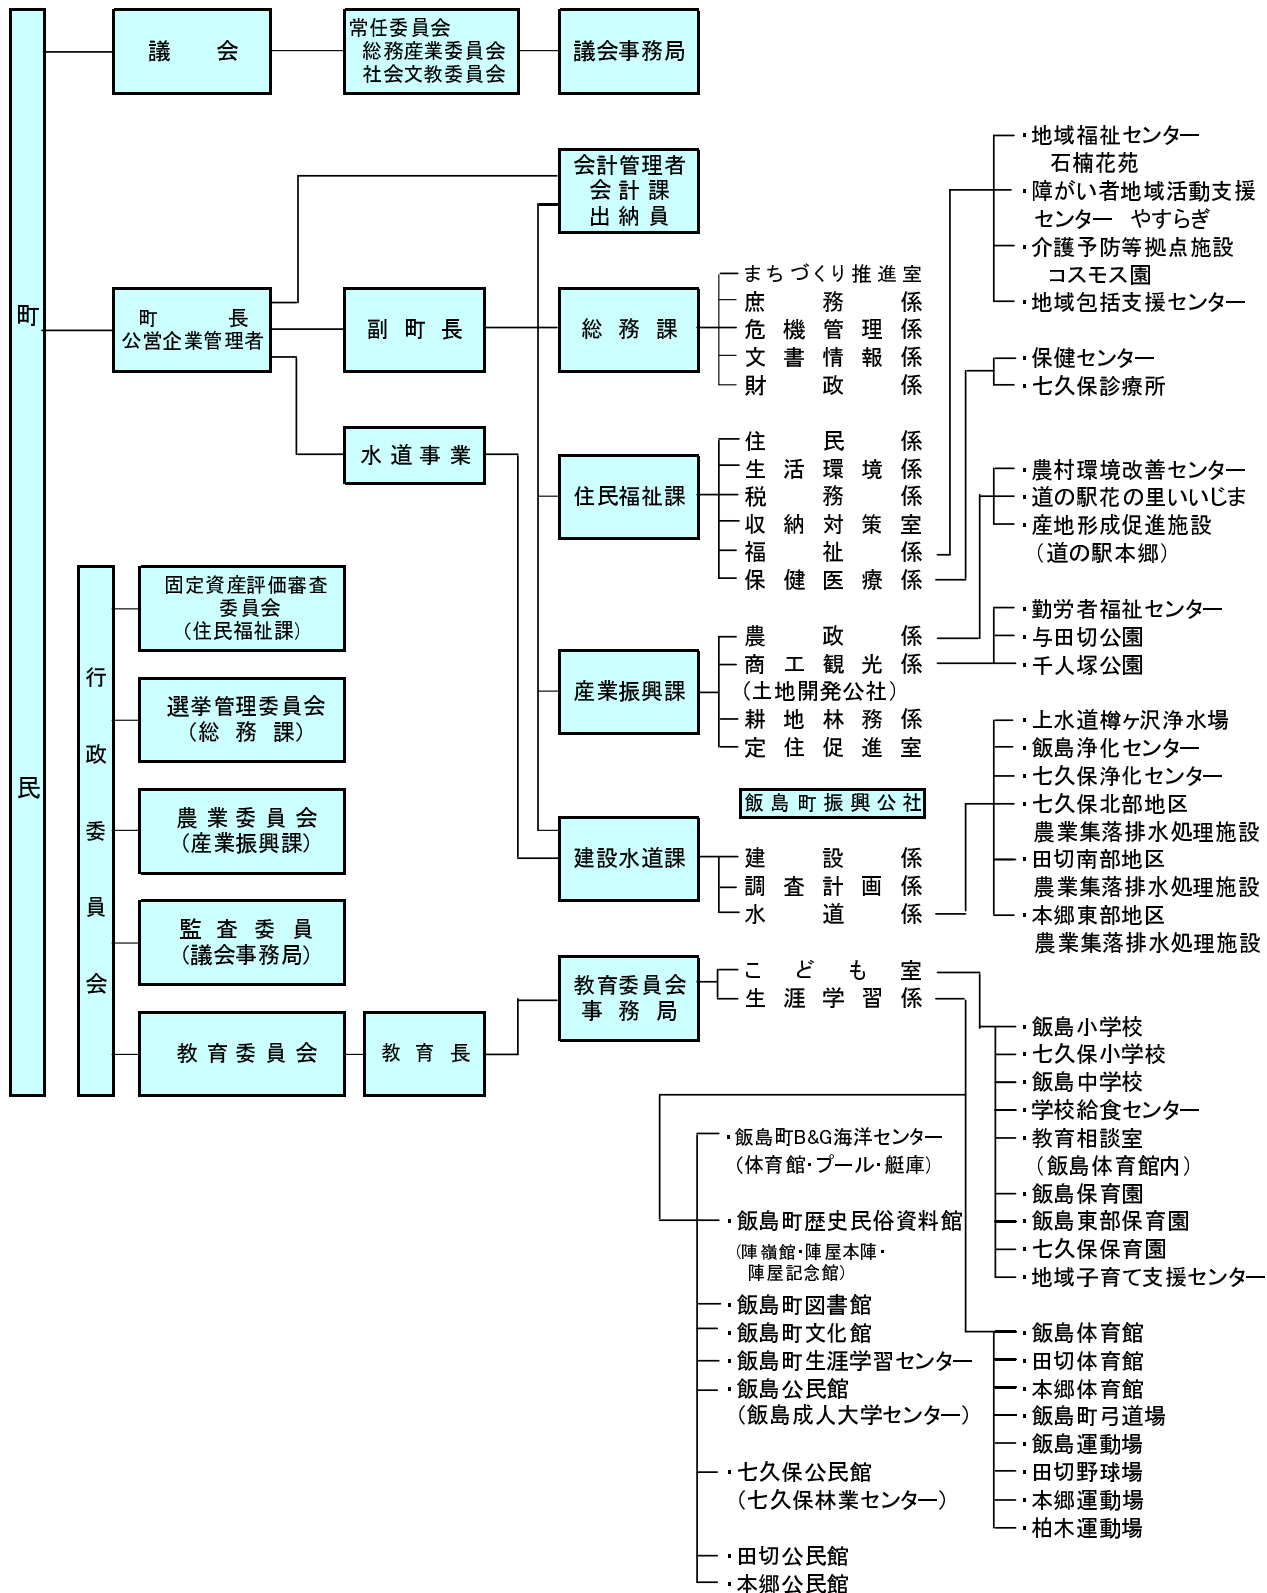 町民
議会
常任委員会
総務産業委員会
社会文教委員会
議会事務局
町長
公営企業管理者
副町長
水道事業
会計管理者
会計課
出納員
総務課
まちづくり推進室
庶務係
危機管理係
文書情報係
財政係
住民福祉課
住民係
生活環境係
税務係
収納対策室
福祉係
保健医療係
・地域福祉センター
石楠花苑
・障がい者地域活動支援
センター やすらぎ
・介護予防等拠点施設
コスモス園
・地域包括支援センター
・保健センター
・七久保診療所
産業振興課
農政係
商工観光係
(土地開発公社)
耕地林務係
定住促進室
・農村環境改善センター
・道の駅花の里いいじま
・産地形成促進施設
(道の駅本郷)
・勤労者福祉センター
・与田切公園
・千人塚公園
飯島町振興公社
建設水道課
建設係
調査計画係
水道係
・上水道樽ヶ沢浄水場
・飯島浄化センター
・七久保浄化センター
・七久保北部地区
農業集落排水処理施設
・田切南部地区
農業集落排水処理施設
・本郷東部地区
農業集落排水処理施設
行政委員会
固定資産評価審査
委員会
(住民福祉課)
選挙管理委員会
(総務課)
農業委員会
(産業振興課)
監査委員
(議会事務局)
教育委員会
教育長
教育委員会
事務局
こども室
生涯学習係
・飯島小学校
・七久保小学校
・飯島中学校
・学校給食センター
・教育相談室
(飯島体育館内)
・飯島保育園
・飯島東部保育園
・七久保保育園
・地域子育て支援センター
・飯島町B&G海洋センター
(体育館・プール・艇庫)
・飯島町歴史民俗資料館
(陣嶺館・陣屋本陣・
陣屋記念館)
・飯島町図書館
・飯島町文化館
・飯島町生涯学習センター
・飯島公民館
(飯島成人大学センター)
・七久保公民館
(七久保林業センター)
・田切公民館
・本郷公民館
・飯島体育館
・田切体育館
・本郷体育館
・飯島町弓道場
・飯島運動場
・田切野球場
・本郷運動場
・柏木運動場